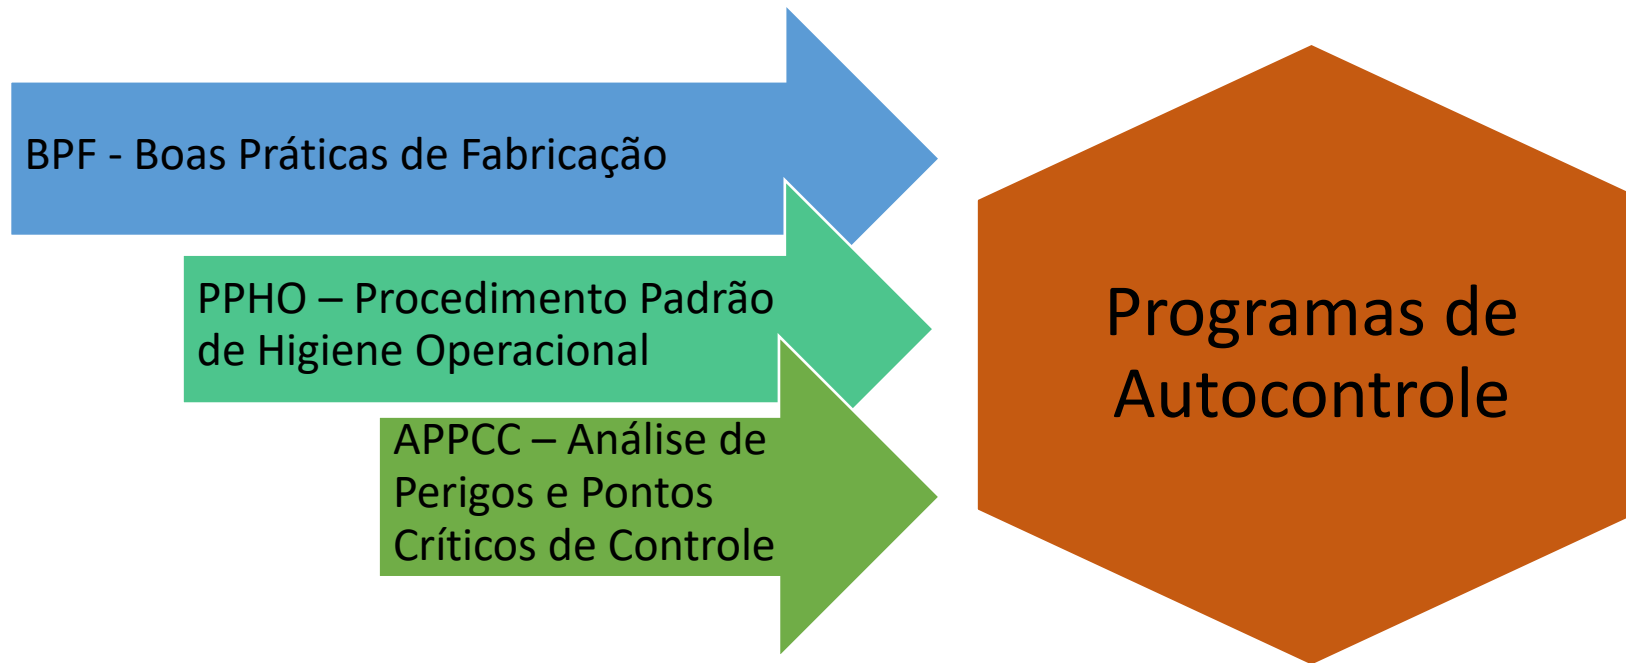 BPF - Boas Práticas de Fabricação
PPHO – Procedimento Padrão
de Higiene Operacional
APPCC – Análise de
Perigos e Pontos
Críticos de Controle
Programas de
Autocontrole